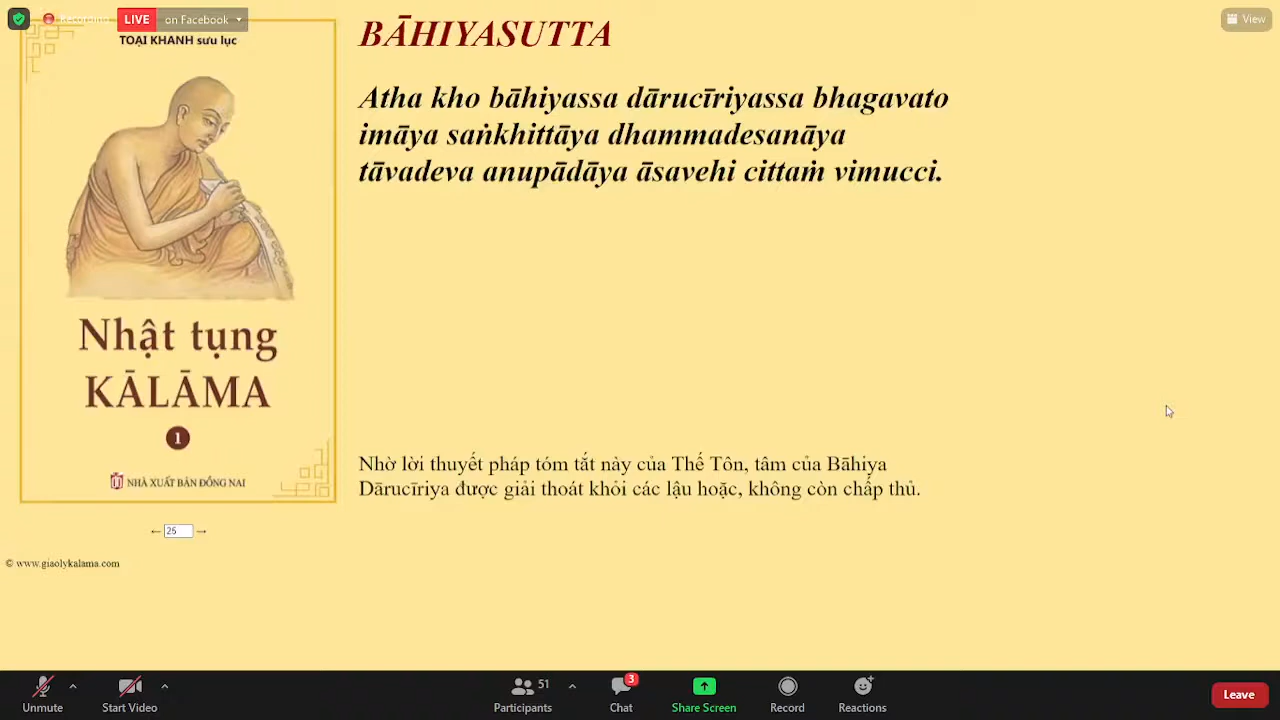 Recording
LIVE
on Facebook
View
TOẠI KHANH sưu lục
Nhật tụng
KĀLĀMA
1
NHÀ XUẤT BẢN ĐỒNG NAI
← 25 →
© www.giaolykalama.com
BĀHIYASUTTA
Atha kho bāhiyassa dārucīriyassa bhagavato
imāya saṅkhittāya dhammadesanāya
tāvadeva anupādāya āsavehi cittaṁ vimucci.
Nhờ lời thuyết pháp tóm tắt này của Thế Tôn, tâm của Bāhiya
Dārucīriya được giải thoát khỏi các lậu hoặc, không còn chấp thủ.
Unmute
Start Video
51
Participants
3
Chat
Share Screen
Record
Reactions
Leave